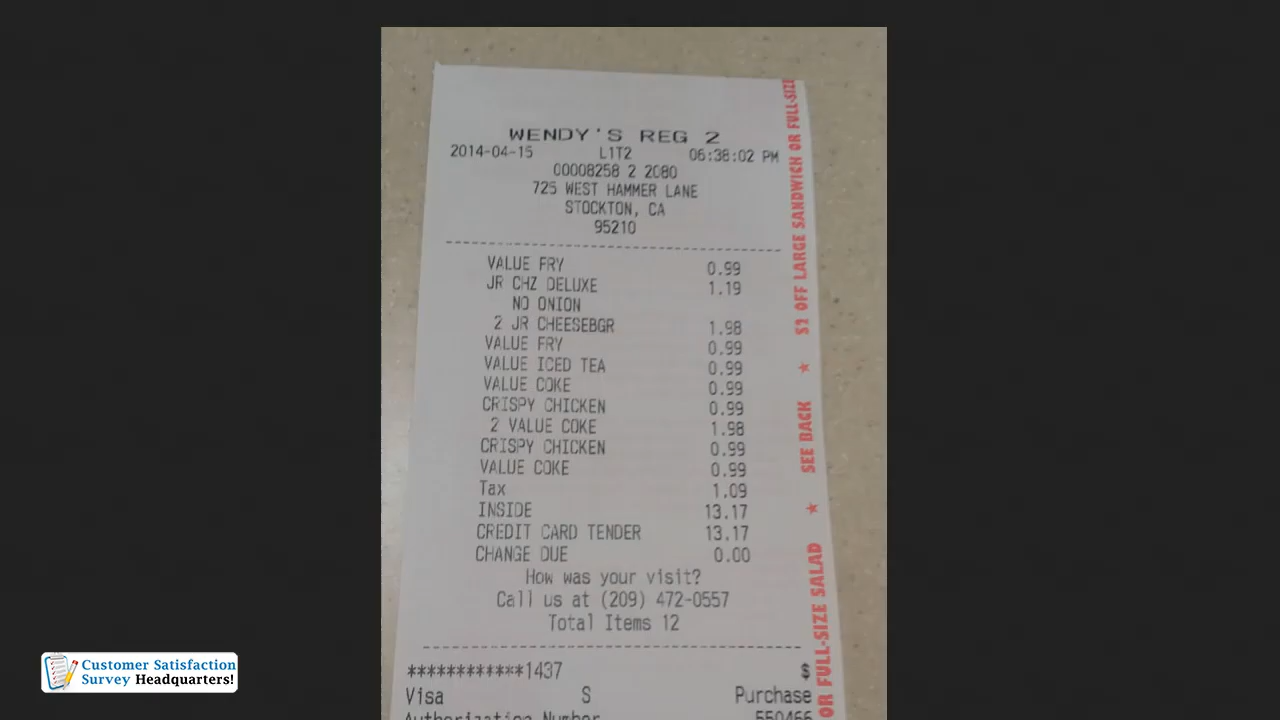 WENDY'S REG 2
2014-04-15 L1T2 06:38:02 PM
00008258 2 2080
725 WEST HAMMER LANE
STOCKTON, CA
95210
VALUE FRY 0.99
JR CHZ DELUXE 1.19
NO ONION
2 JR CHEESEBGR 1.98
VALUE FRY 0.99
VALUE ICED TEA 0.99
VALUE COKE 0.99
CRISPY CHICKEN 0.99
2 VALUE COKE 1.98
CRISPY CHICKEN 0.99
VALUE COKE 0.99
Tax 1.09
INSIDE 13.17
CREDIT CARD TENDER 13.17
CHANGE DUE 0.00
How was your visit?
Call us at (209) 472-0557
Total Items 12
************1437 $
Visa S Purchase
Authorization Number 550466
OR FULL-SIZE SALAD ★ SEE BACK ★ $2 OFF LARGE SANDWICH OR FULL-SIZE
Customer Satisfaction
Survey Headquarters!